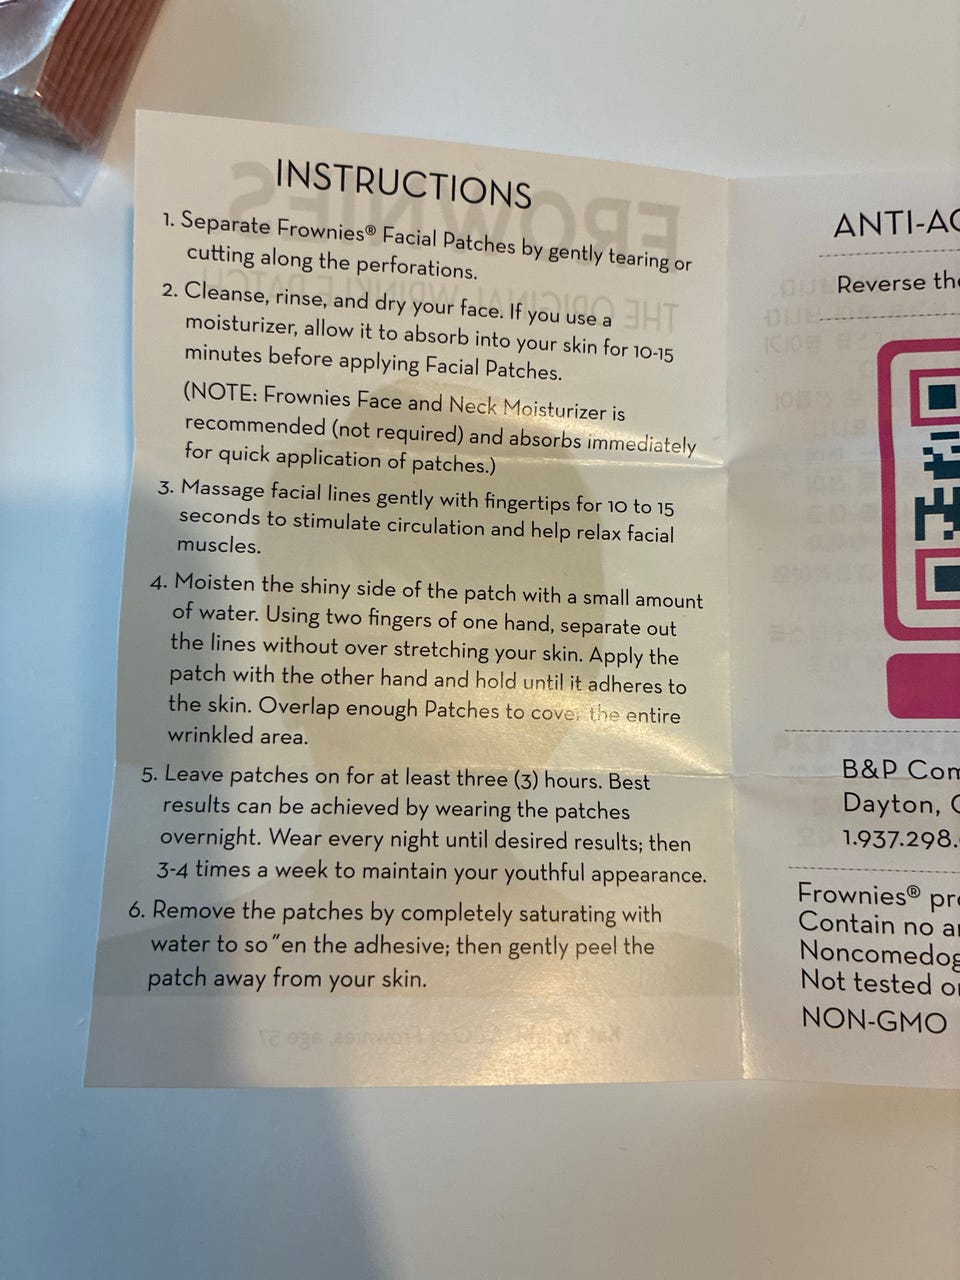 INSTRUCTIONS
1. Separate Frownies® Facial Patches by gently tearing or
cutting along the perforations.
2. Cleanse, rinse, and dry your face. If you use a
moisturizer, allow it to absorb into your skin for 10-15
minutes before applying Facial Patches.
(NOTE: Frownies Face and Neck Moisturizer is
recommended (not required) and absorbs immediately
for quick application of patches.)
3. Massage facial lines gently with fingertips for 10 to 15
seconds to stimulate circulation and help relax facial
muscles.
4. Moisten the shiny side of the patch with a small amount
of water. Using two fingers of one hand, separate out
the lines without over stretching your skin. Apply the
patch with the other hand and hold until it adheres to
the skin. Overlap enough Patches to cover the entire
wrinkled area.
5. Leave patches on for at least three (3) hours. Best
results can be achieved by wearing the patches
overnight. Wear every night until desired results; then
3-4 times a week to maintain your youthful appearance.
6. Remove the patches by completely saturating with
water to so"en the adhesive; then gently peel the
patch away from your skin.
ANTI-AG
Reverse the
B&P Com
Dayton,
1.937.298.
Frownies® pro
Contain no a
Noncomedog
Not tested o
NON-GMO